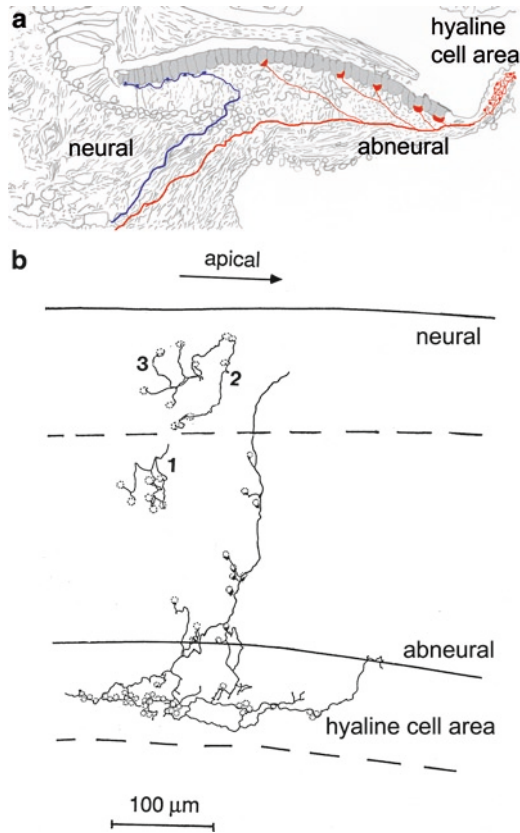 a
hyaline
cell area
neural
abneural
b
apical
neural
3
2
1
abneural
hyaline cell area
100 µm